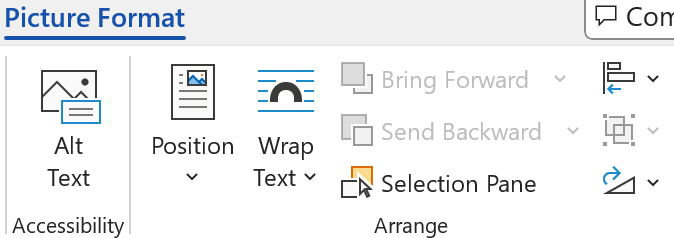 Picture Format
Com
Alt
Text
Position
Wrap
Text
Bring Forward
Send Backward
Selection Pane
Accessibility
Arrange